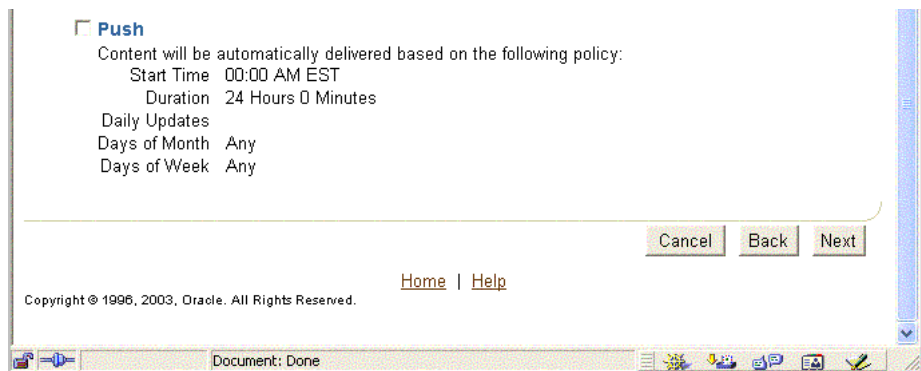 Push
Content will be automatically delivered based on the following policy:
Start Time 00:00 AM EST
Duration 24 Hours 0 Minutes
Daily Updates
Days of Month Any
Days of Week Any
Cancel Back Next
Home | Help
Copyright © 1996, 2003, Oracle. All Rights Reserved.
Document: Done